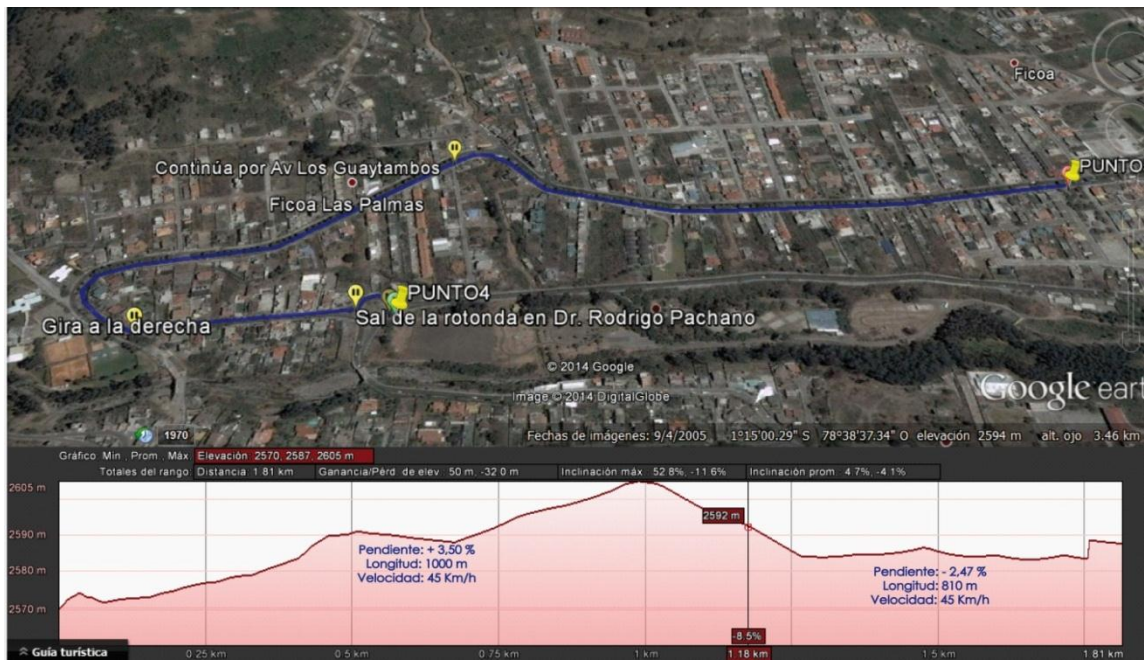 Ficoa
Continúa por Av Los Guaytambos
PUNTO
Ficoa Las Palmas
PUNTO4
Gira a la derecha
Sal de la rotonda en Dr. Rodrigo Pachano
© 2014 Google
Image © 2014 DigitalGlobe
Google eart
1970
Fechas de imágenes: 9/4/2005 1°15'00.29" S 78°38'37.34" O elevación 2594 m alt. ojo 3.46 km
Gráfico Min , Prom , Máx Elevación: 2570, 2587, 2605 m
Totales del rango: Distancia: 1.81 km Ganancia/Pérd. de elev: 50 m, -32.0 m Inclinación máx: 52.8%, -11.6% Inclinación prom: 4.7%, -4.1%
2605 m
2592 m
2590 m
Pendiente: + 3,50 %
Longitud: 1000 m
Velocidad: 45 Km/h
2580 m
Pendiente: - 2,47 %
Longitud: 810 m
Velocidad: 45 Km/h
2570 m
-8.5%
Guía turística 0.25 km 0.5 km 0.75 km 1 km 1.18 km 1.5 km 1.81 km